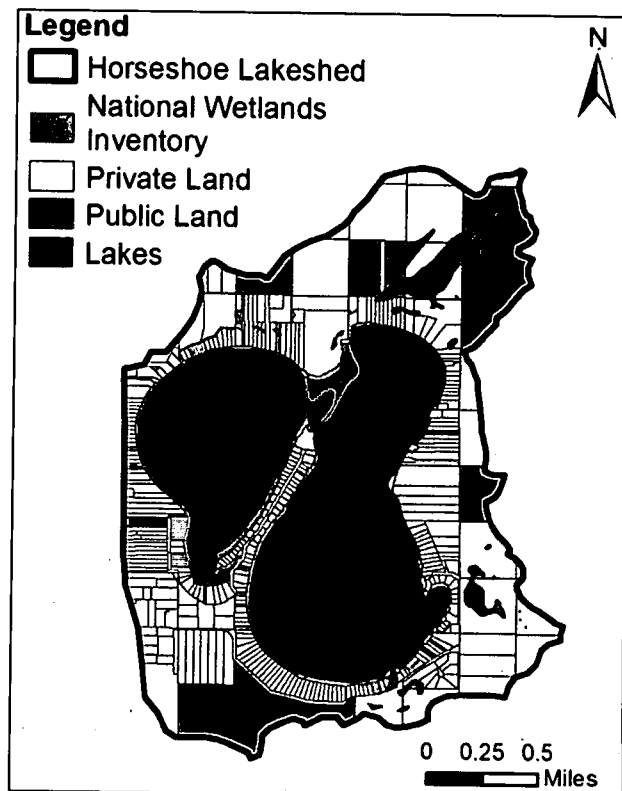 Legend
Horseshoe Lakeshed
National Wetlands
Inventory
Private Land
Public Land
Lakes
N
0 0.25 0.5
Miles